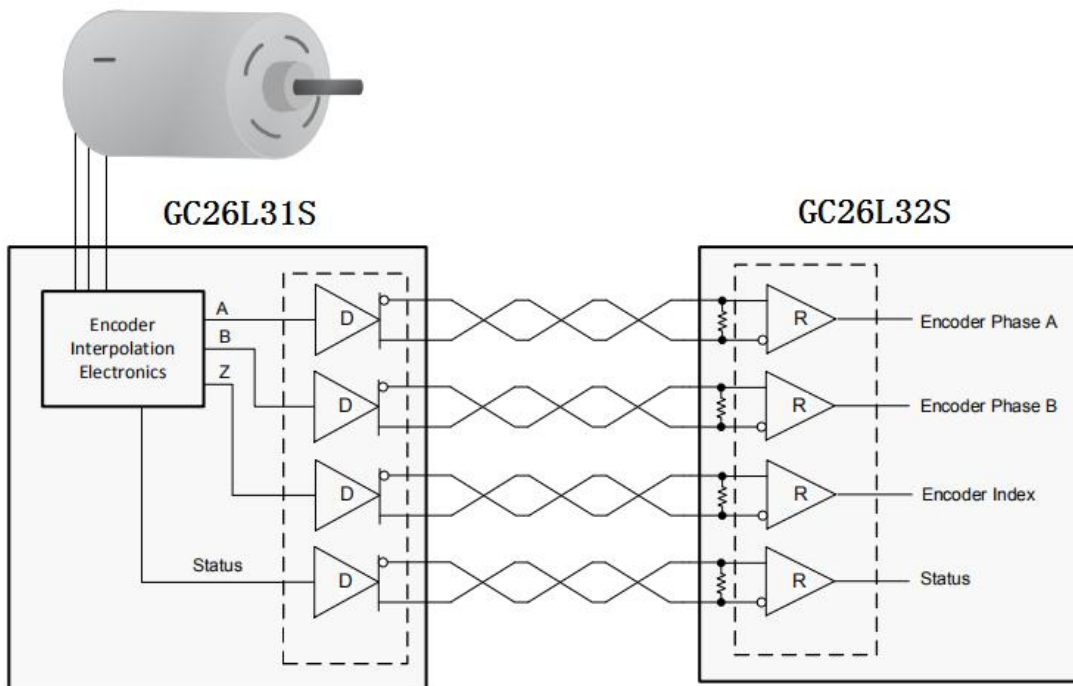 GC26L31S
GC26L32S
Encoder
Interpolation
Electronics
A
B
Z
Status
D
D
D
D
R
R
R
R
Encoder Phase A
Encoder Phase B
Encoder Index
Status